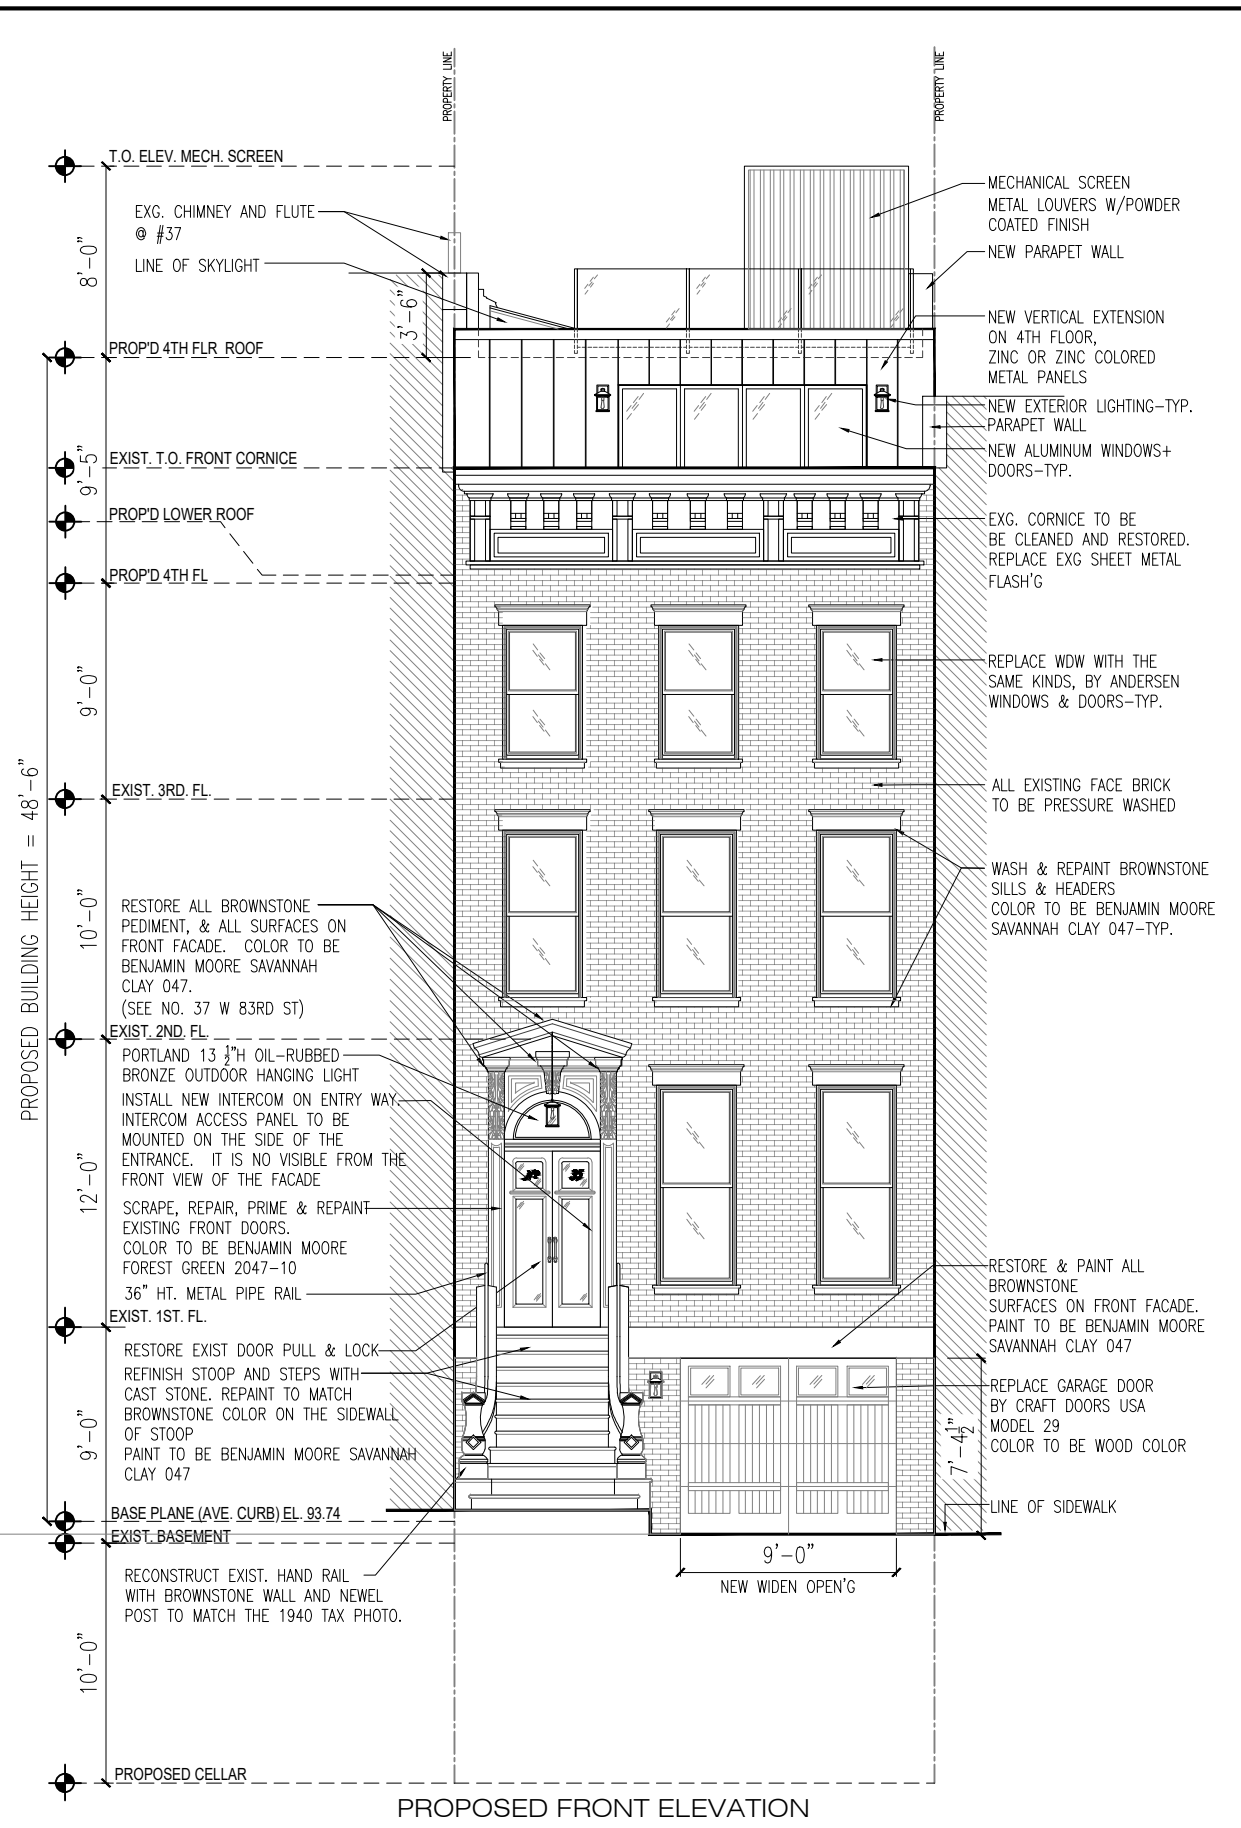 PROPERTY LINE
PROPERTY LINE
T.O. ELEV. MECH. SCREEN
EXG. CHIMNEY AND FLUTE
@ #37
LINE OF SKYLIGHT
8'-0"
3'-6"
PROP'D 4TH FLR ROOF
9'-5"
EXIST. T.O. FRONT CORNICE
PROP'D LOWER ROOF
PROP'D 4TH FL
9'-0"
PROPOSED BUILDING HEIGHT = 48'-6"
EXIST. 3RD. FL.
10'-0"
RESTORE ALL BROWNSTONE
PEDIMENT, & ALL SURFACES ON
FRONT FACADE. COLOR TO BE
BENJAMIN MOORE SAVANNAH
CLAY 047.
(SEE NO. 37 W 83RD ST)
EXIST. 2ND. FL.
PORTLAND 13 1/2"H OIL-RUBBED
BRONZE OUTDOOR HANGING LIGHT
INSTALL NEW INTERCOM ON ENTRY WAY.
INTERCOM ACCESS PANEL TO BE
MOUNTED ON THE SIDE OF THE
ENTRANCE. IT IS NO VISIBLE FROM THE
FRONT VIEW OF THE FACADE
12'-0"
SCRAPE, REPAIR, PRIME & REPAINT
EXISTING FRONT DOORS.
COLOR TO BE BENJAMIN MOORE
FOREST GREEN 2047-10
36" HT. METAL PIPE RAIL
EXIST. 1ST. FL.
RESTORE EXIST DOOR PULL & LOCK
REFINISH STOOP AND STEPS WITH
CAST STONE. REPAINT TO MATCH
BROWNSTONE COLOR ON THE SIDEWALL
OF STOOP
PAINT TO BE BENJAMIN MOORE SAVANNAH
CLAY 047
9'-0"
BASE PLANE (AVE. CURB) EL. 93.74
EXIST. BASEMENT
RECONSTRUCT EXIST. HAND RAIL
WITH BROWNSTONE WALL AND NEWEL
POST TO MATCH THE 1940 TAX PHOTO.
10'-0"
PROPOSED CELLAR
MECHANICAL SCREEN
METAL LOUVERS W/POWDER
COATED FINISH
NEW PARAPET WALL
NEW VERTICAL EXTENSION
ON 4TH FLOOR,
ZINC OR ZINC COLORED
METAL PANELS
NEW EXTERIOR LIGHTING-TYP.
PARAPET WALL
NEW ALUMINUM WINDOWS+
DOORS-TYP.
EXG. CORNICE TO BE
BE CLEANED AND RESTORED.
REPLACE EXG SHEET METAL
FLASH'G
REPLACE WDW WITH THE
SAME KINDS, BY ANDERSEN
WINDOWS & DOORS-TYP.
ALL EXISTING FACE BRICK
TO BE PRESSURE WASHED
WASH & REPAINT BROWNSTONE
SILLS & HEADERS
COLOR TO BE BENJAMIN MOORE
SAVANNAH CLAY 047-TYP.
RESTORE & PAINT ALL
BROWNSTONE
SURFACES ON FRONT FACADE.
PAINT TO BE BENJAMIN MOORE
SAVANNAH CLAY 047
REPLACE GARAGE DOOR
BY CRAFT DOORS USA
MODEL 29
COLOR TO BE WOOD COLOR
7'-4 1/2"
LINE OF SIDEWALK
9'-0"
NEW WIDEN OPEN'G
PROPOSED FRONT ELEVATION